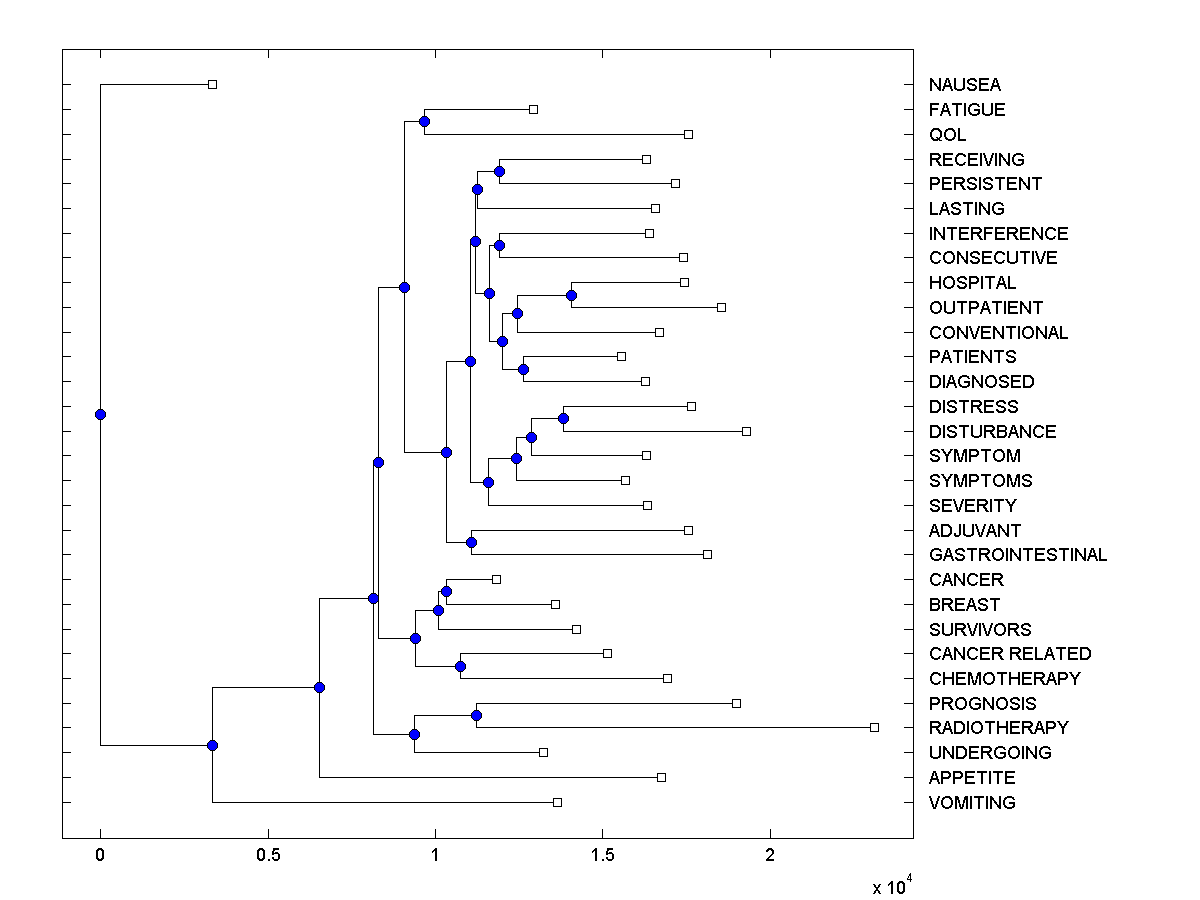 NAUSEA
FATIGUE
QOL
RECEIVING
PERSISTENT
LASTING
INTERFERENCE
CONSECUTIVE
HOSPITAL
OUTPATIENT
CONVENTIONAL
PATIENTS
DIAGNOSED
DISTRESS
DISTURBANCE
SYMPTOM
SYMPTOMS
SEVERITY
ADJUVANT
GASTROINTESTINAL
CANCER
BREAST
SURVIVORS
CANCER RELATED
CHEMOTHERAPY
PROGNOSIS
RADIOTHERAPY
UNDERGOING
APPETITE
VOMITING
0 0.5 1 1.5 2
x 10^4